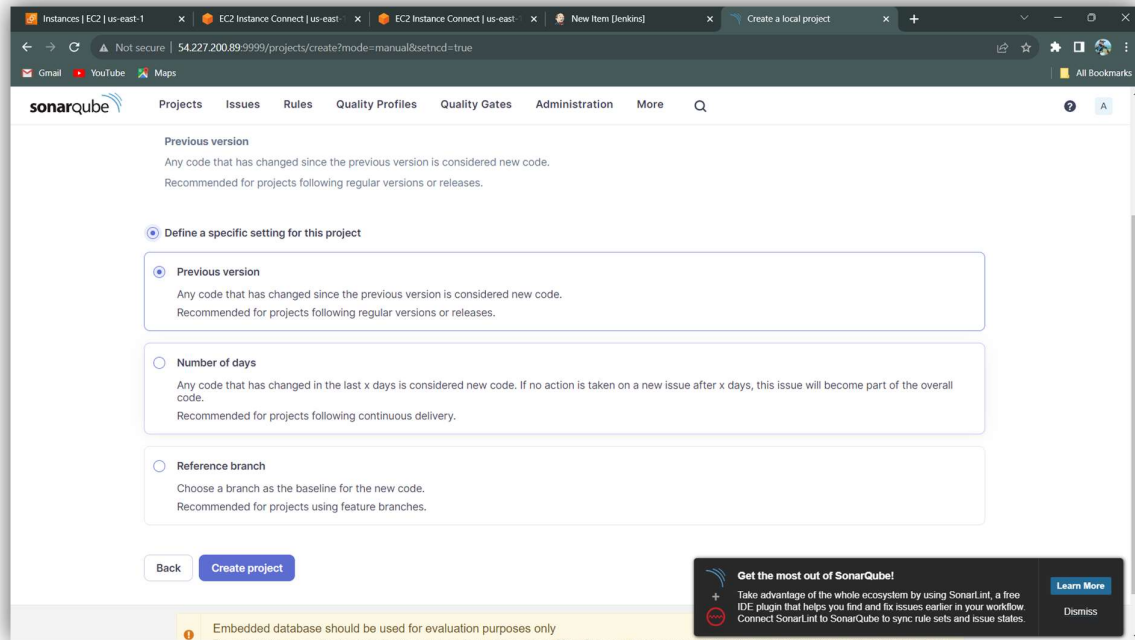 Instances | EC2 | us-east-1
EC2 Instance Connect | us-east-
EC2 Instance Connect | us-east-
New Item [Jenkins]
Create a local project
Not secure | 54.227.200.89:9999/projects/create?mode=manual&setncd=true
Gmail YouTube Maps All Bookmarks
sonarqube Projects Issues Rules Quality Profiles Quality Gates Administration More A
Previous version
Any code that has changed since the previous version is considered new code.
Recommended for projects following regular versions or releases.
Define a specific setting for this project
Previous version
Any code that has changed since the previous version is considered new code.
Recommended for projects following regular versions or releases.
Number of days
Any code that has changed in the last x days is considered new code. If no action is taken on a new issue after x days, this issue will become part of the overall
code.
Recommended for projects following continuous delivery.
Reference branch
Choose a branch as the baseline for the new code.
Recommended for projects using feature branches.
Back Create project
Get the most out of SonarQube!
Take advantage of the whole ecosystem by using SonarLint, a free
IDE plugin that helps you find and fix issues earlier in your workflow.
Connect SonarLint to SonarQube to sync rule sets and issue states.
Learn More
Dismiss
Embedded database should be used for evaluation purposes only